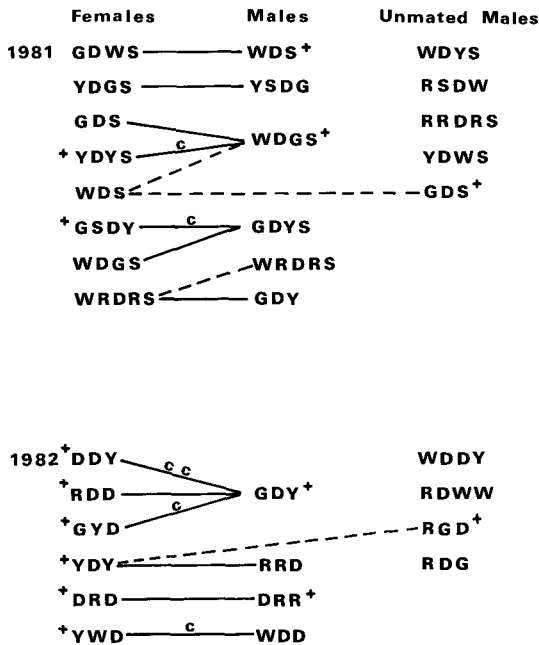 Females Males Unmated Males
1981 GDWS WDS+ WDYS
YDGS YSDG RSDW
GDS RRDRS
c WDGS+
+YDYS YDWS
WDS GDS+
c
+GSDY GDYS
WDGS
WRDRS
WRDRS GDY
1982 +DDY WDDY
c c
+RDD GDY+ RDWW
c
+GYD RGD+
+YDY RRD RDG
+DRD DRR+
c
+YWD WDD